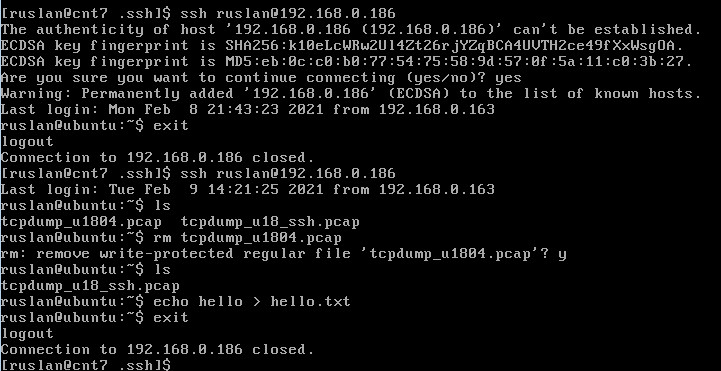 [ruslan@cnt7 .ssh]$ ssh ruslan@192.168.0.186
The authenticity of host '192.168.0.186 (192.168.0.186)' can't be established.
ECDSA key fingerprint is SHA256:k10eLcWRw2Ul4Zt26rjYZqBCA4UVTH2ce49fXxWsgOA.
ECDSA key fingerprint is MD5:eb:0c:c0:b0:77:54:75:58:9d:57:0f:5a:11:c0:3b:27.
Are you sure you want to continue connecting (yes/no)? yes
Warning: Permanently added '192.168.0.186' (ECDSA) to the list of known hosts.
Last login: Mon Feb  8 21:43:23 2021 from 192.168.0.163
ruslan@ubuntu:~$ exit
logout
Connection to 192.168.0.186 closed.
[ruslan@cnt7 .ssh]$ ssh ruslan@192.168.0.186
Last login: Tue Feb  9 14:21:25 2021 from 192.168.0.163
ruslan@ubuntu:~$ ls
tcpdump_u1804.pcap  tcpdump_u18_ssh.pcap
ruslan@ubuntu:~$ rm tcpdump_u1804.pcap
rm: remove write-protected regular file 'tcpdump_u1804.pcap'? y
ruslan@ubuntu:~$ ls
tcpdump_u18_ssh.pcap
ruslan@ubuntu:~$ echo hello > hello.txt
ruslan@ubuntu:~$ exit
logout
Connection to 192.168.0.186 closed.
[ruslan@cnt7 .ssh]$